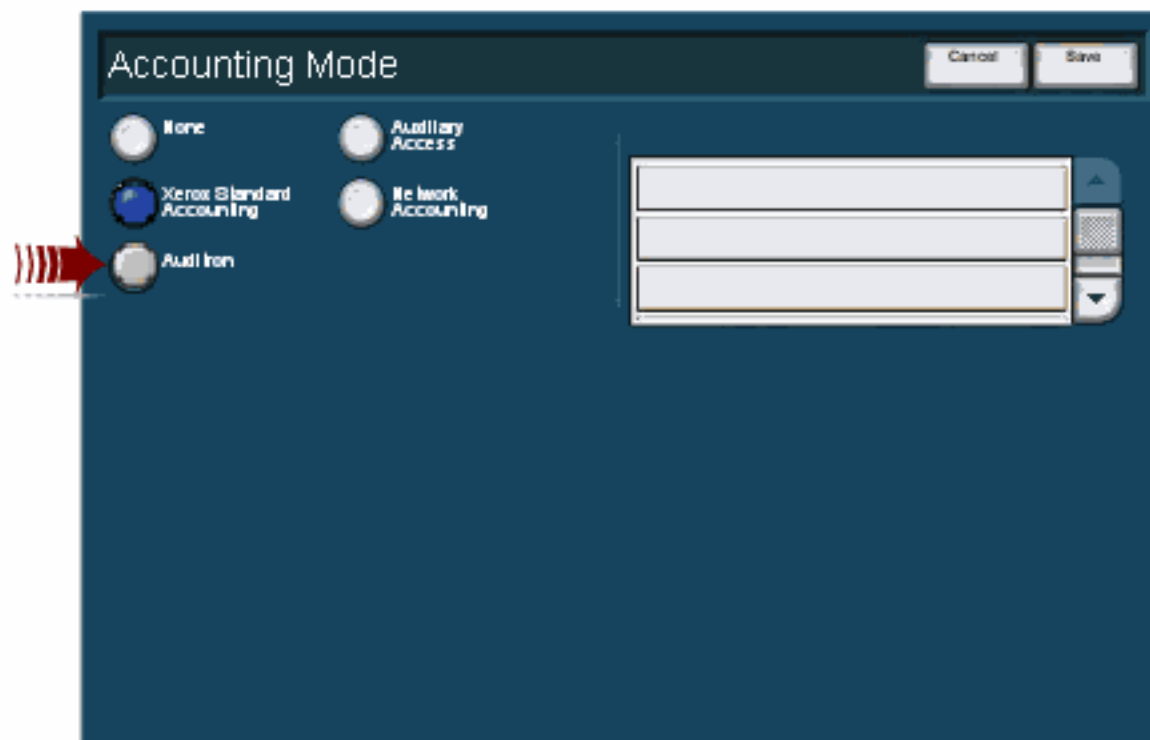 Accounting Mode
Cancel
Save
None
Auxiliary
Access
Xerox Standard
Accounting
Network
Accounting
Auditron